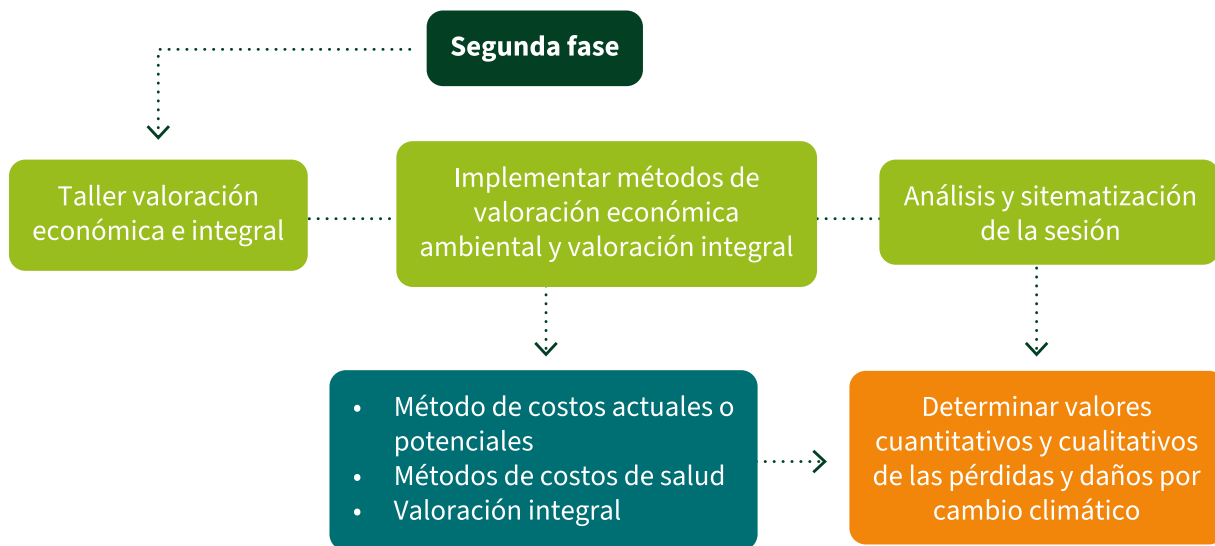 Segunda fase
Taller valoración
económica e integral
Implementar métodos de
valoración económica
ambiental y valoración integral
Análisis y sitematización
de la sesión
• Método de costos actuales o
potenciales
• Métodos de costos de salud
• Valoración integral
Determinar valores
cuantitativos y cualitativos
de las pérdidas y daños por
cambio climático